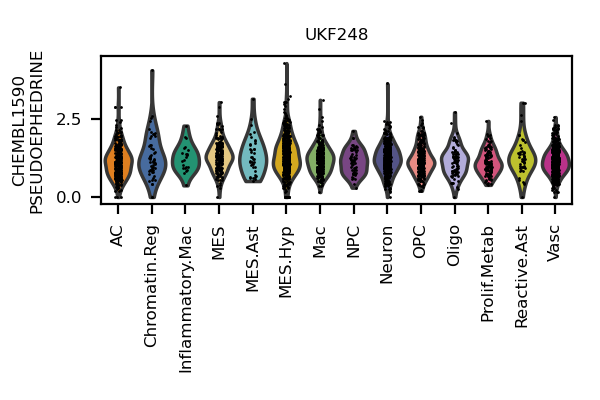 UKF248
CHEMBL1590
PSEUDOEPHEDRINE
2.5
0.0
AC
Chromatin.Reg
Inflammatory.Mac
MES
MES.Ast
MES.Hyp
Mac
NPC
Neuron
OPC
Oligo
Prolif.Metab
Reactive.Ast
Vasc